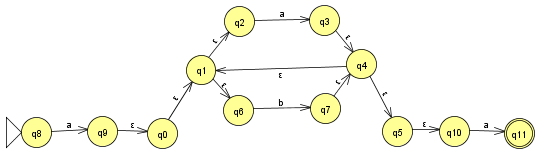 q2 a q3
ε ε
q1 q4
ε
ε ε
q6 b q7
ε ε ε
q8 a q9 ε q0 q5 ε q10 a q11